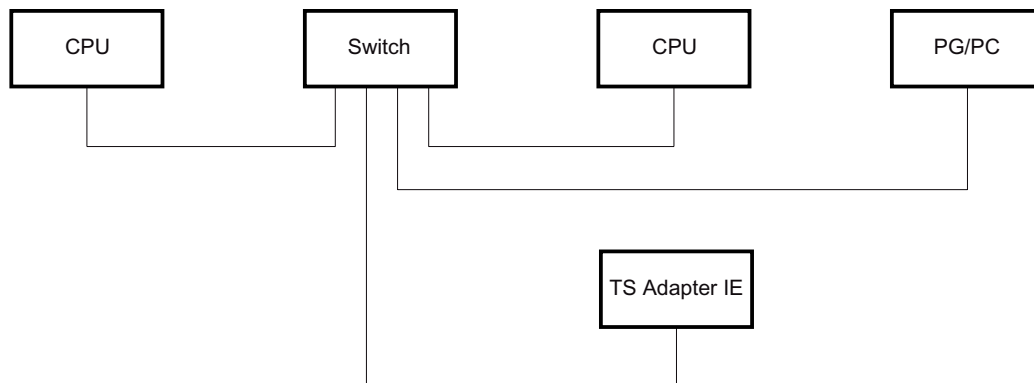 CPU
Switch
CPU
PG/PC
TS Adapter IE